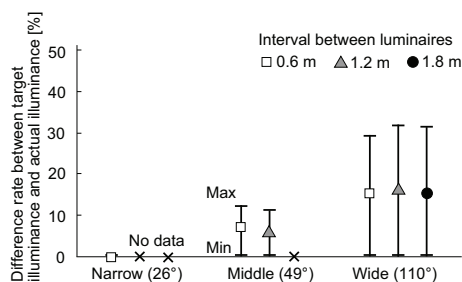 Difference rate between target
illuminance and actual illuminance [%]
50
40
30
20
10
0
Interval between luminaires
0.6 m 1.2 m 1.8 m
Max
Min
No data
Narrow (26°) Middle (49°) Wide (110°)